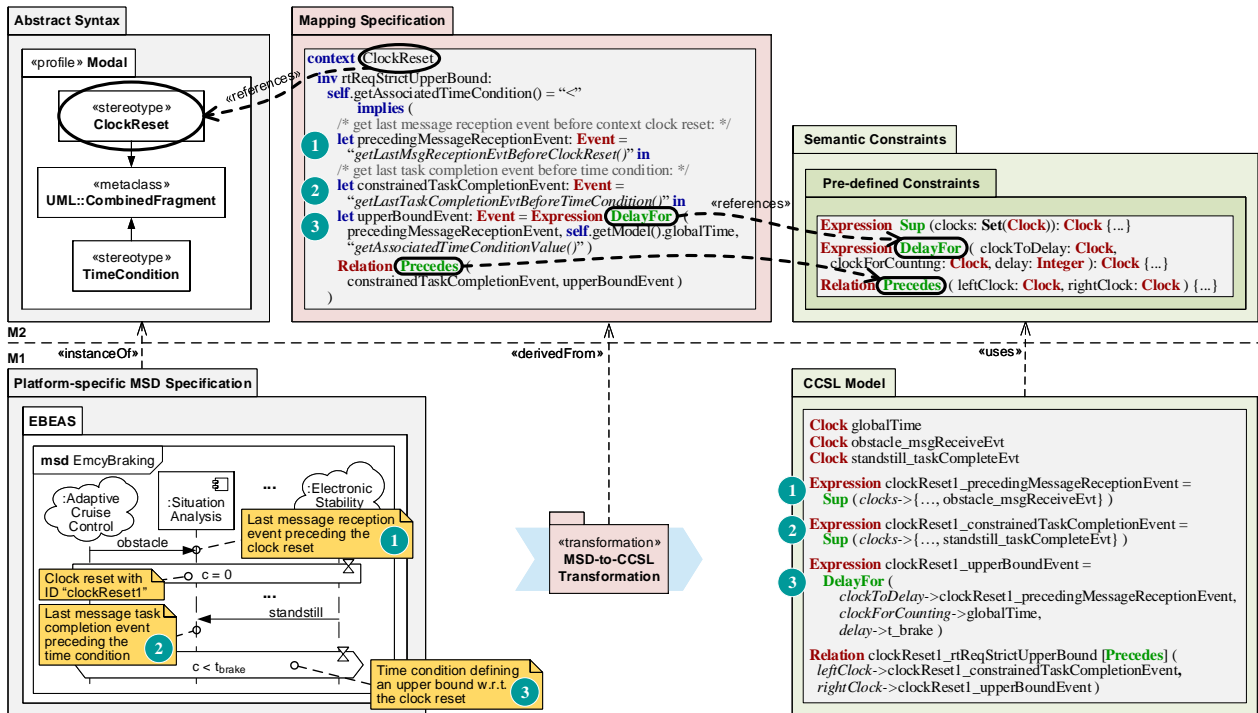 Abstract Syntax
«profile» Modal
«stereotype»
ClockReset
«metaclass»
UML::CombinedFragment
«stereotype»
TimeCondition
«references»
Mapping Specification
context ClockReset
inv rtReqStrictUpperBound:
self.getAssociatedTimeCondition() = “<”
implies (
/* get last message reception event before context clock reset: */
1
let precedingMessageReceptionEvent: Event =
“getLastMsgReceptionEvtBeforeClockReset()” in
/* get last task completion event before time condition: */
2
let constrainedTaskCompletionEvent: Event =
“getLastTaskCompletionEvtBeforeTimeCondition()” in
3
let upperBoundEvent: Event = Expression DelayFor (
precedingMessageReceptionEvent, self.getModel().globalTime,
“getAssociatedTimeConditionValue()” )
Relation Precedes (
constrainedTaskCompletionEvent, upperBoundEvent )
)
«references»
Semantic Constraints
Pre-defined Constraints
Expression Sup (clocks: Set(Clock)): Clock {...}
Expression DelayFor ( clockToDelay: Clock,
clockForCounting: Clock, delay: Integer ): Clock {...}
Relation Precedes ( leftClock: Clock, rightClock: Clock ) {...}
M2
M1
«instanceOf»
«derivedFrom»
«uses»
Platform-specific MSD Specification
EBEAS
msd EmcyBraking
:Adaptive
Cruise
Control
:Situation
Analysis
...
:Electronic
Stability
Last message reception
event preceding the
clock reset
1
obstacle
c = 0
Clock reset with
ID “clockReset1”
...
standstill
Last message task
completion event
preceding the
time condition
2
c < tbrake
Time condition defining
an upper bound w.r.t.
the clock reset
3
«transformation»
MSD-to-CCSL
Transformation
CCSL Model
Clock globalTime
Clock obstacle_msgReceiveEvt
Clock standstill_taskCompleteEvt
1
Expression clockReset1_precedingMessageReceptionEvent =
Sup ( clocks->{…, obstacle_msgReceiveEvt} )
2
Expression clockReset1_constrainedTaskCompletionEvent =
Sup ( clocks->{…, standstill_taskCompleteEvt} )
Expression clockReset1_upperBoundEvent =
3
DelayFor (
clockToDelay->clockReset1_precedingMessageReceptionEvent,
clockForCounting->globalTime,
delay->t_brake )
Relation clockReset1_rtReqStrictUpperBound [Precedes] (
leftClock->clockReset1_constrainedTaskCompletionEvent,
rightClock->clockReset1_upperBoundEvent )